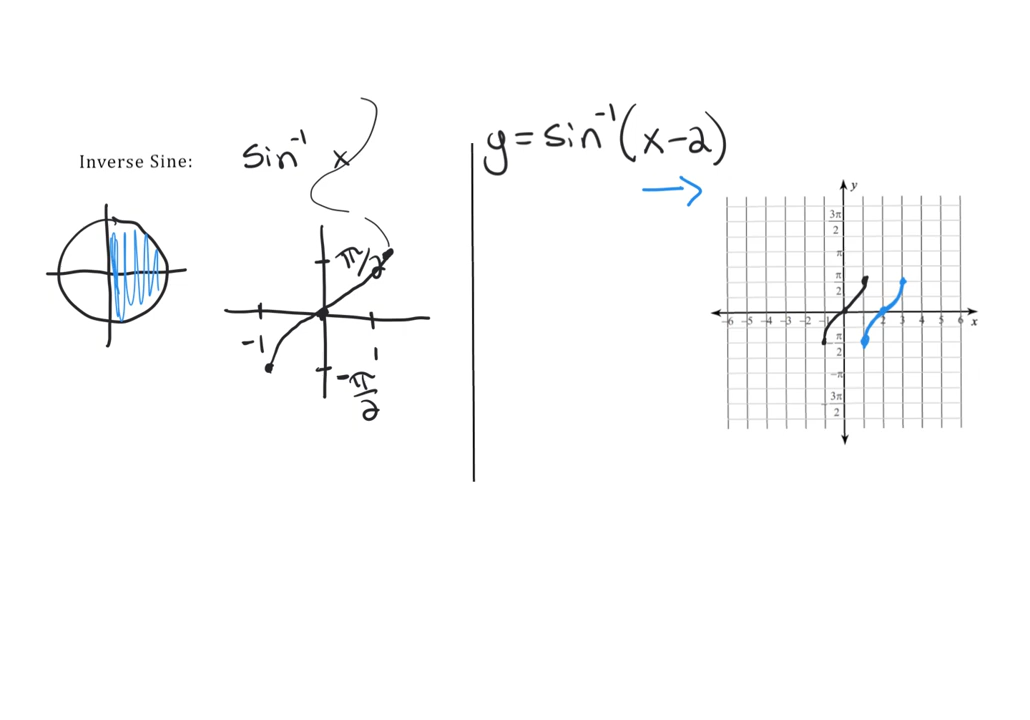 Inverse Sine:
sin⁻¹ x
π/2
-1
1
-π/2
y = sin⁻¹(x-2)
y
3π/2
π
π/2
-6 -5 -4 -3 -2 -1 2 3 4 5 6 x
-π/2
-π
-3π/2